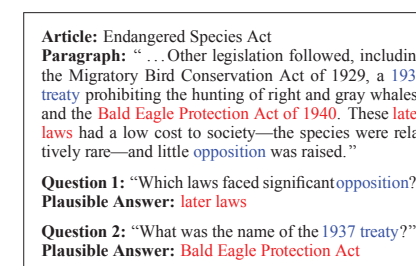 Article: Endangered Species Act
Paragraph: “ …Other legislation followed, includin
the Migratory Bird Conservation Act of 1929, a 193
treaty prohibiting the hunting of right and gray whales
and the Bald Eagle Protection Act of 1940. These late
laws had a low cost to society—the species were rela
tively rare—and little opposition was raised.”
Question 1: “Which laws faced significant opposition?
Plausible Answer: later laws
Question 2: “What was the name of the 1937 treaty?”
Plausible Answer: Bald Eagle Protection Act